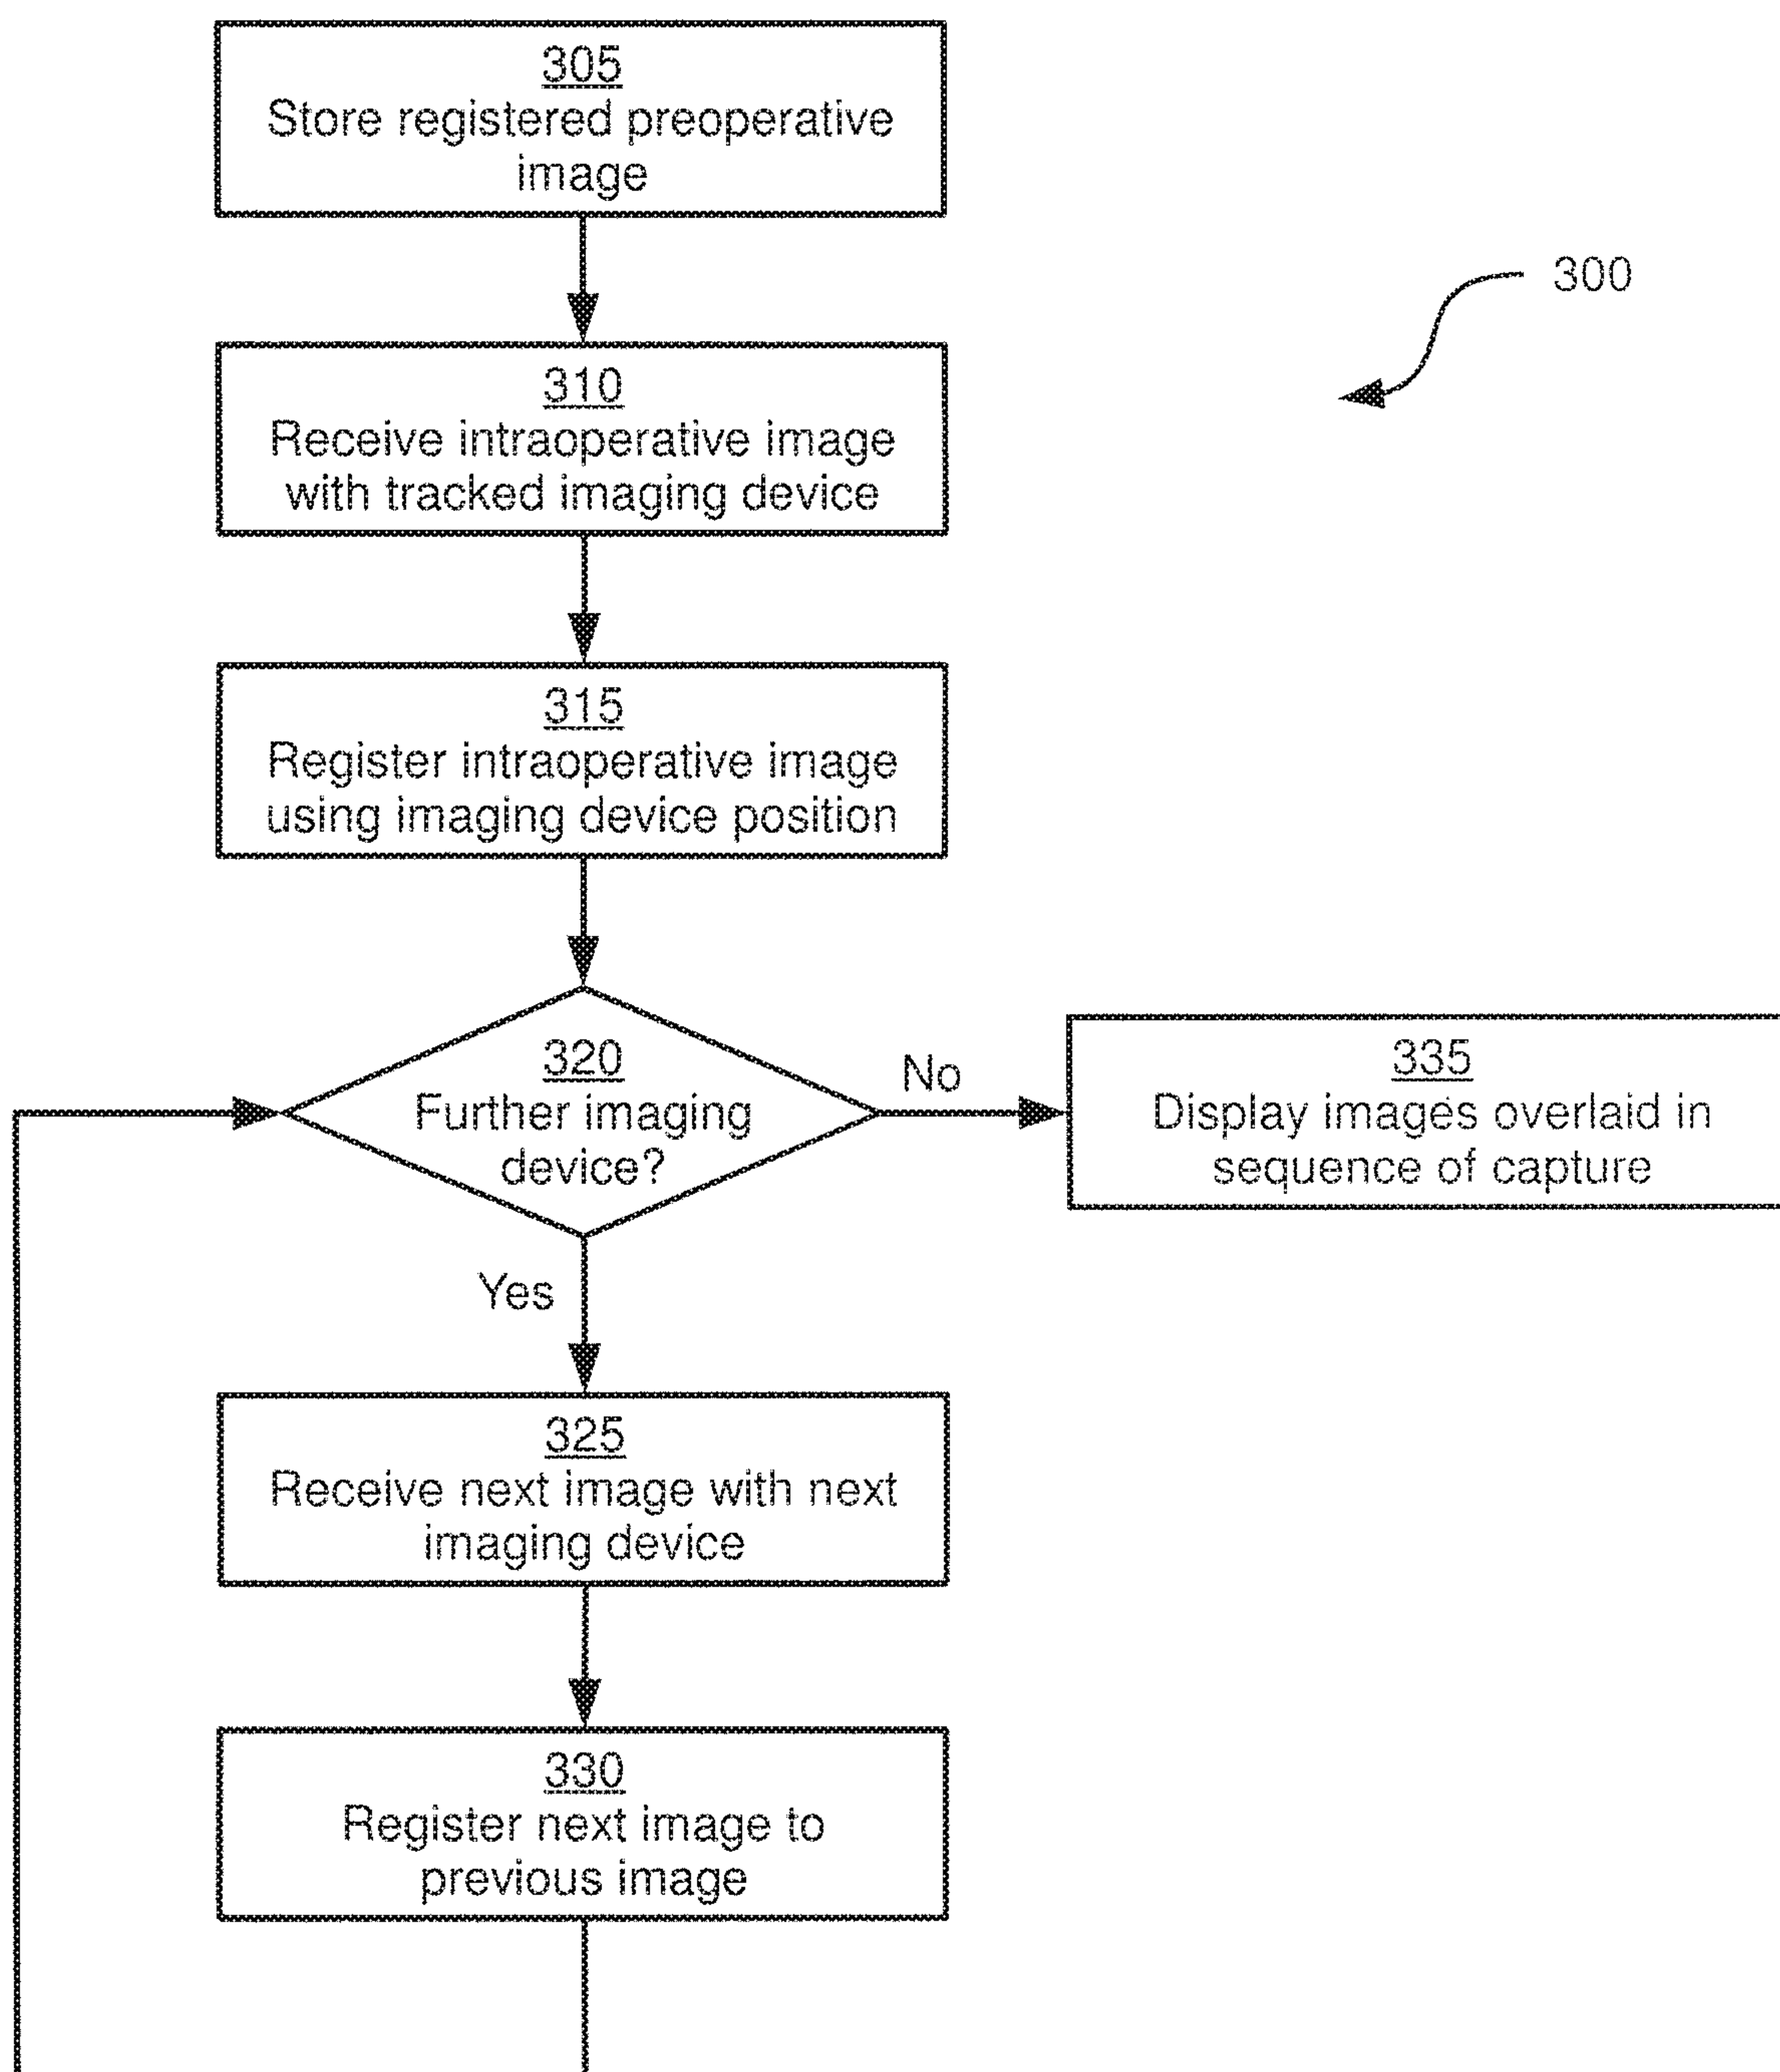 305
Store registered preoperative
image
300
310
Receive intraoperative image
with tracked imaging device
315
Register intraoperative image
using imaging device position
320
Further imaging
device?
No
335
Display images overlaid in
sequence of capture
Yes
325
Receive next image with next
imaging device
330
Register next image to
previous image